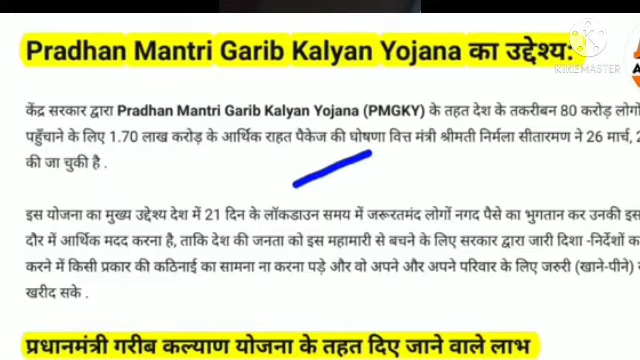 Pradhan Mantri Garib Kalyan Yojana का उद्देश्य:
KINEMASTER
केंद्र सरकार द्वारा Pradhan Mantri Garib Kalyan Yojana (PMGKY) के तहत देश के तकरीबन 80 करोड़ लोगो
पहुँचाने के लिए 1.70 लाख करोड़ के आर्थिक राहत पैकेज की घोषणा वित्त मंत्री श्रीमती निर्मला सीतारमण ने 26 मार्च, 2
की जा चुकी है .
इस योजना का मुख्य उद्देश्य देश में 21 दिन के लॉकडाउन समय में जरूरतमंद लोगों नगद पैसे का भुगतान कर उनकी इस
दौर में आर्थिक मदद करना है, ताकि देश की जनता को इस महामारी से बचने के लिए सरकार द्वारा जारी दिशा -निर्देशों का
करने में किसी प्रकार की कठिनाई का सामना ना करना पड़े और वो अपने और अपने परिवार के लिए जरुरी (खाने-पीने)
खरीद सके .
प्रधानमंत्री गरीब कल्याण योजना के तहत दिए जाने वाले लाभ